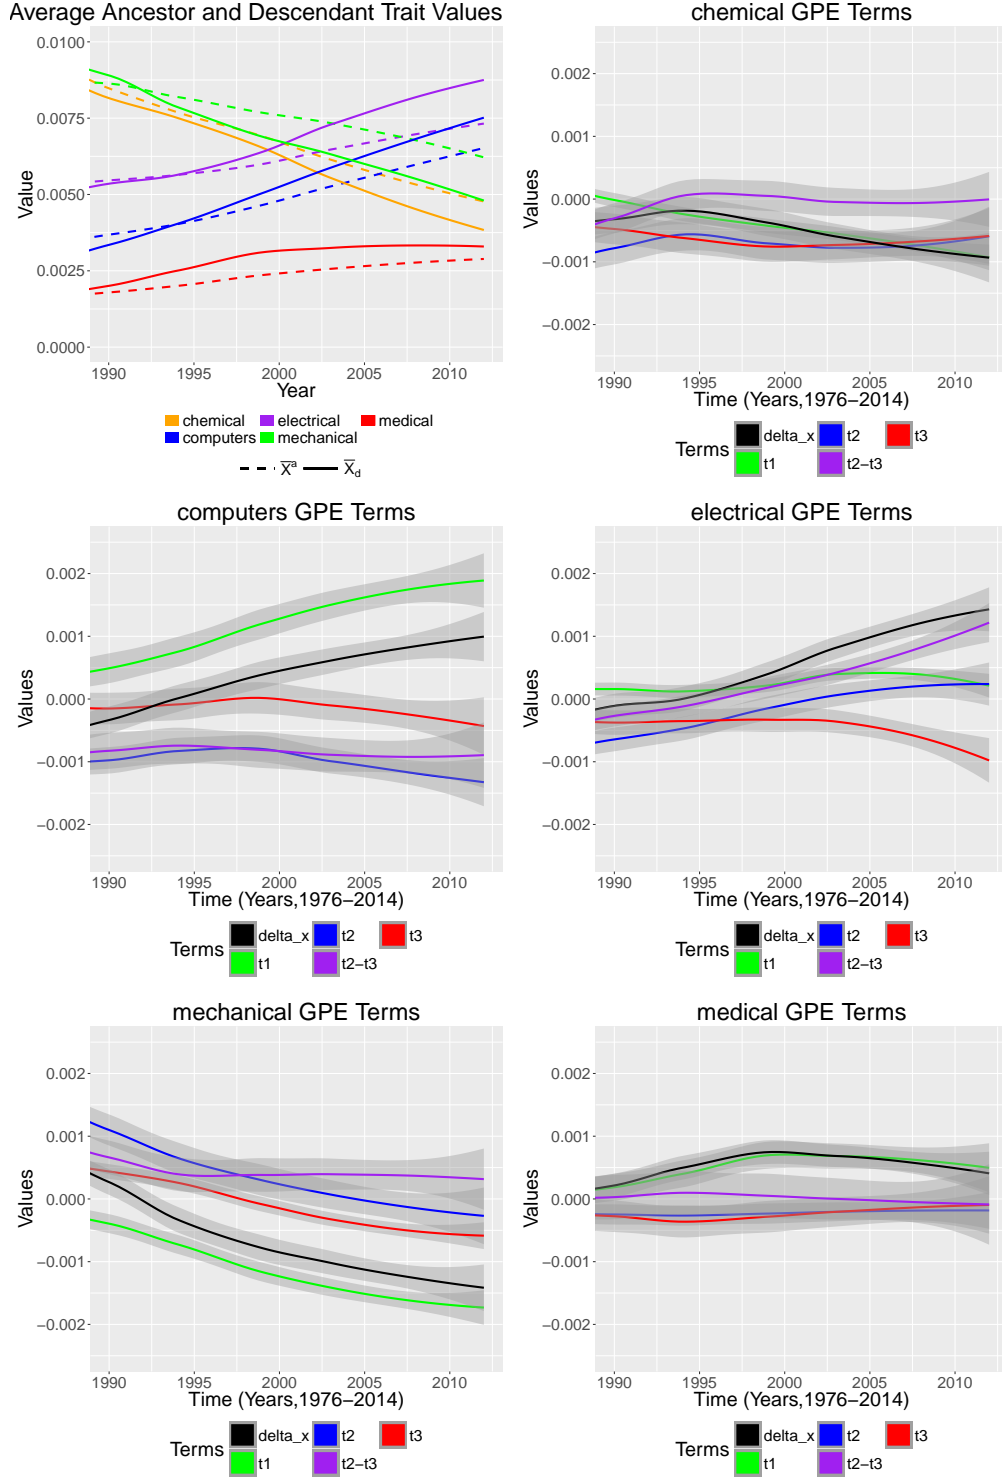 Average Ancestor and Descendant Trait Values
0.0100
0.0075
0.0050
0.0025
0.0000
Value
1990 1995 2000 2005 2010
Year
chemical electrical medical
computers mechanical
X̅ᵃ X̅d
chemical GPE Terms
0.002
0.001
0.000
−0.001
−0.002
Values
1990 1995 2000 2005 2010
Time (Years,1976−2014)
Terms
delta_x t2 t3
t1 t2−t3
computers GPE Terms
0.002
0.001
0.000
−0.001
−0.002
Values
1990 1995 2000 2005 2010
Time (Years,1976−2014)
Terms
delta_x t2 t3
t1 t2−t3
electrical GPE Terms
0.002
0.001
0.000
−0.001
−0.002
Values
1990 1995 2000 2005 2010
Time (Years,1976−2014)
Terms
delta_x t2 t3
t1 t2−t3
mechanical GPE Terms
0.002
0.001
0.000
−0.001
−0.002
Values
1990 1995 2000 2005 2010
Time (Years,1976−2014)
Terms
delta_x t2 t3
t1 t2−t3
medical GPE Terms
0.002
0.001
0.000
−0.001
−0.002
Values
1990 1995 2000 2005 2010
Time (Years,1976−2014)
Terms
delta_x t2 t3
t1 t2−t3